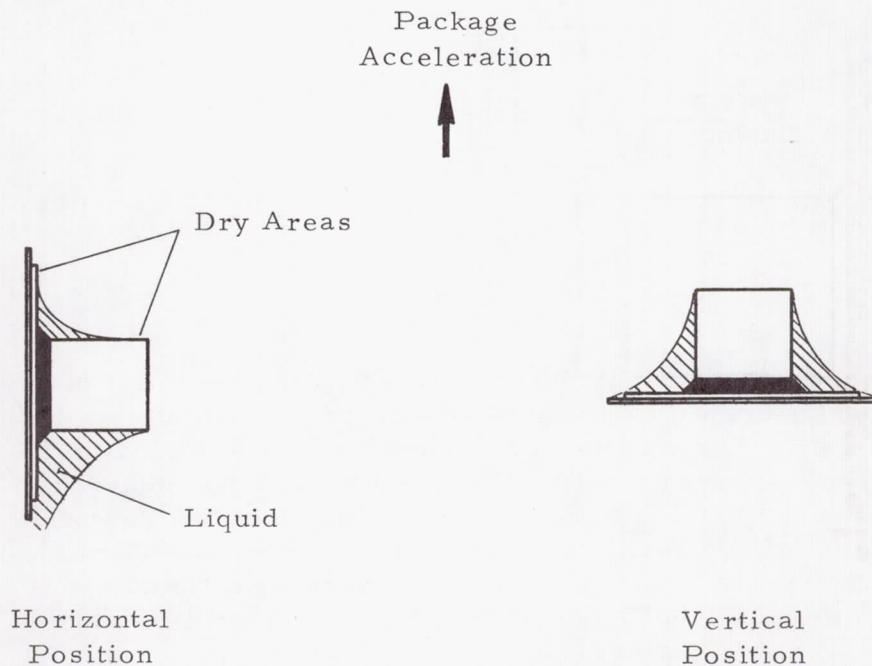 Package
Acceleration
Dry Areas
Liquid
Horizontal
Position
Vertical
Position